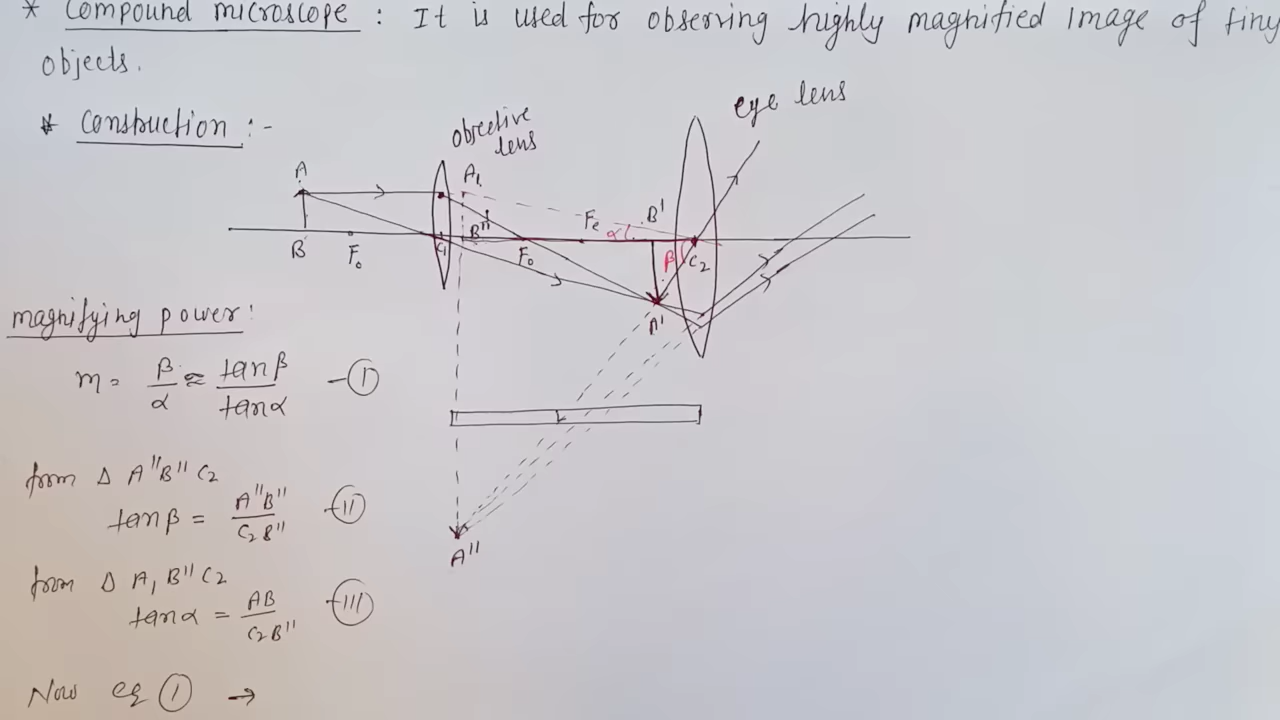 * Compound microscope : It is used for observing highly magnified image of tiny
objects.
* Construction :-
objective lens
eye lens
A
A₁
B
F₀
C₁
B"
F₀
Fe
α
B'
β
C₂
A'
A"
magnifying power:
m = β/α ≈ tanβ/tanα -(I)
from Δ A"B"C₂
tanβ = A"B"/C₂B" -(II)
from Δ A₁B"C₂
tanα = AB/C₂B" -(III)
Now eq (I) →